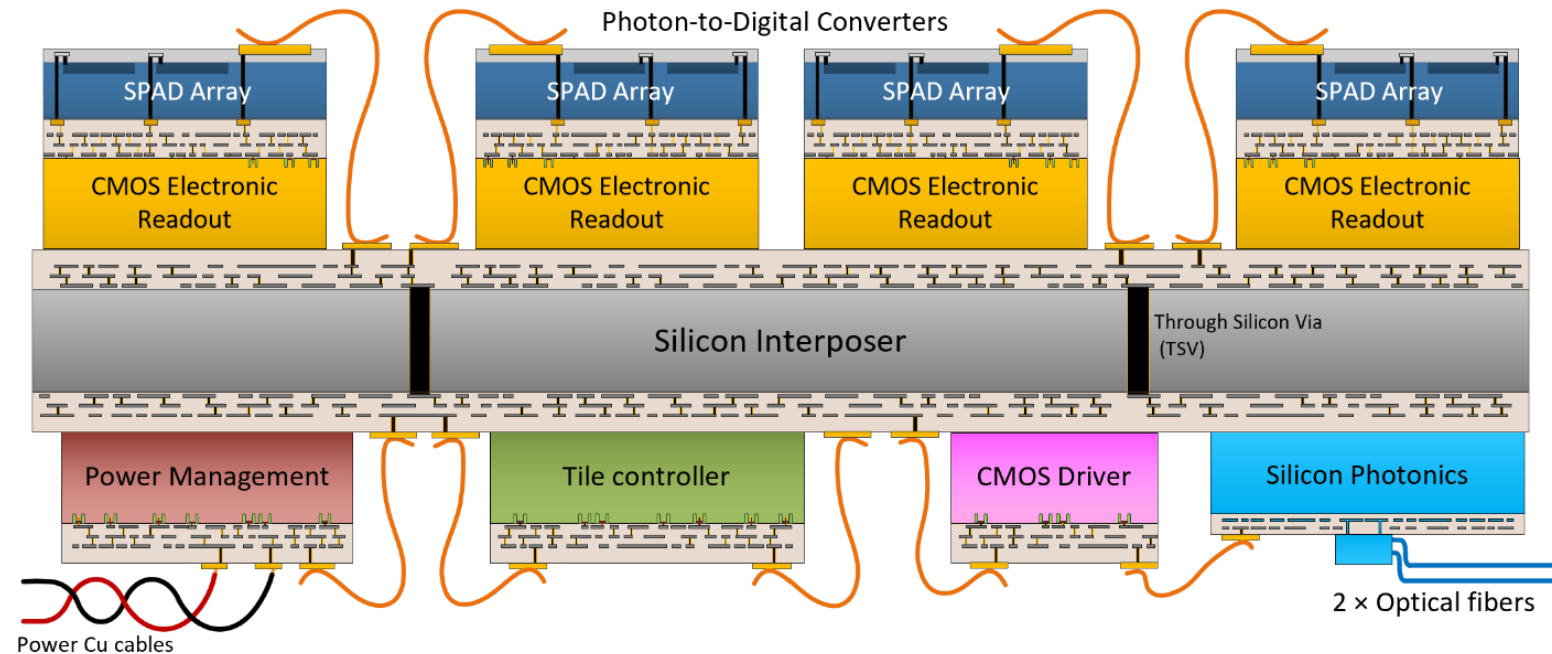 Photon-to-Digital Converters
SPAD Array
SPAD Array
SPAD Array
SPAD Array
CMOS Electronic
Readout
CMOS Electronic
Readout
CMOS Electronic
Readout
CMOS Electronic
Readout
Silicon Interposer
Through Silicon Via
(TSV)
Power Management
Tile controller
CMOS Driver
Silicon Photonics
2 × Optical fibers
Power Cu cables